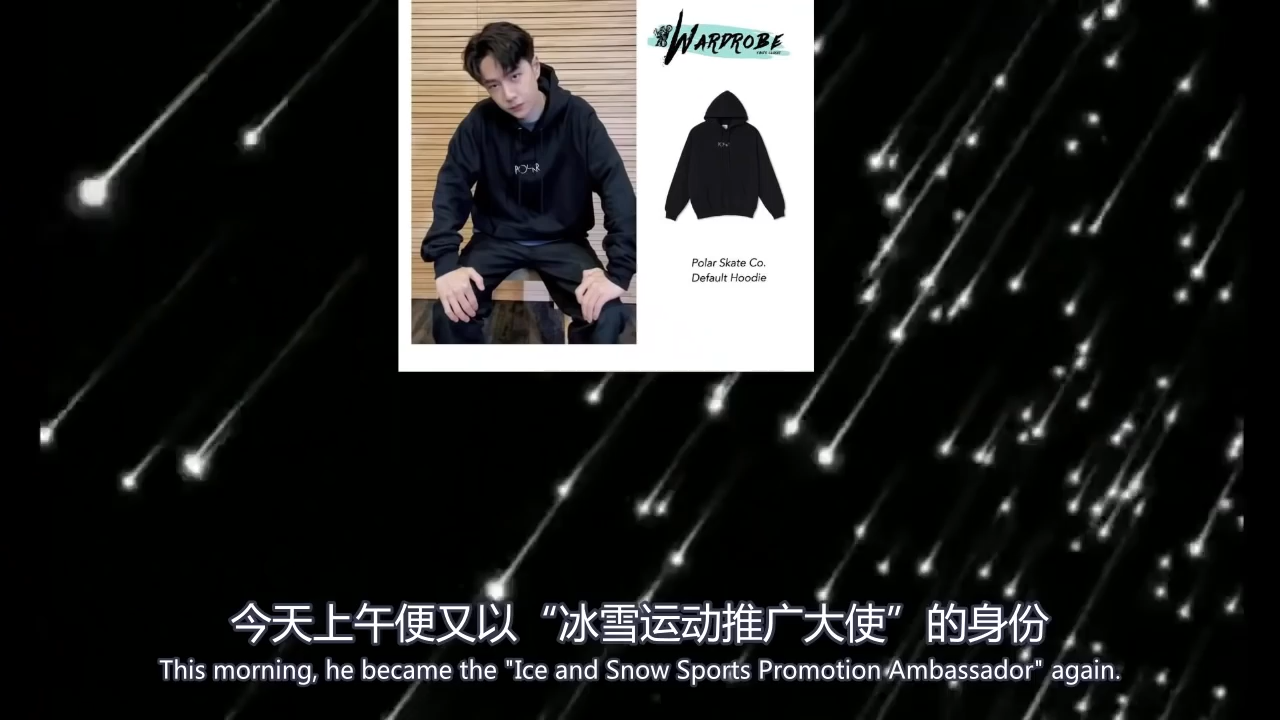 WARDROBE
POLAR
Polar Skate Co.
Default Hoodie
今天上午便又以“冰雪运动推广大使”的身份
This morning, he became the "Ice and Snow Sports Promotion Ambassador" again.